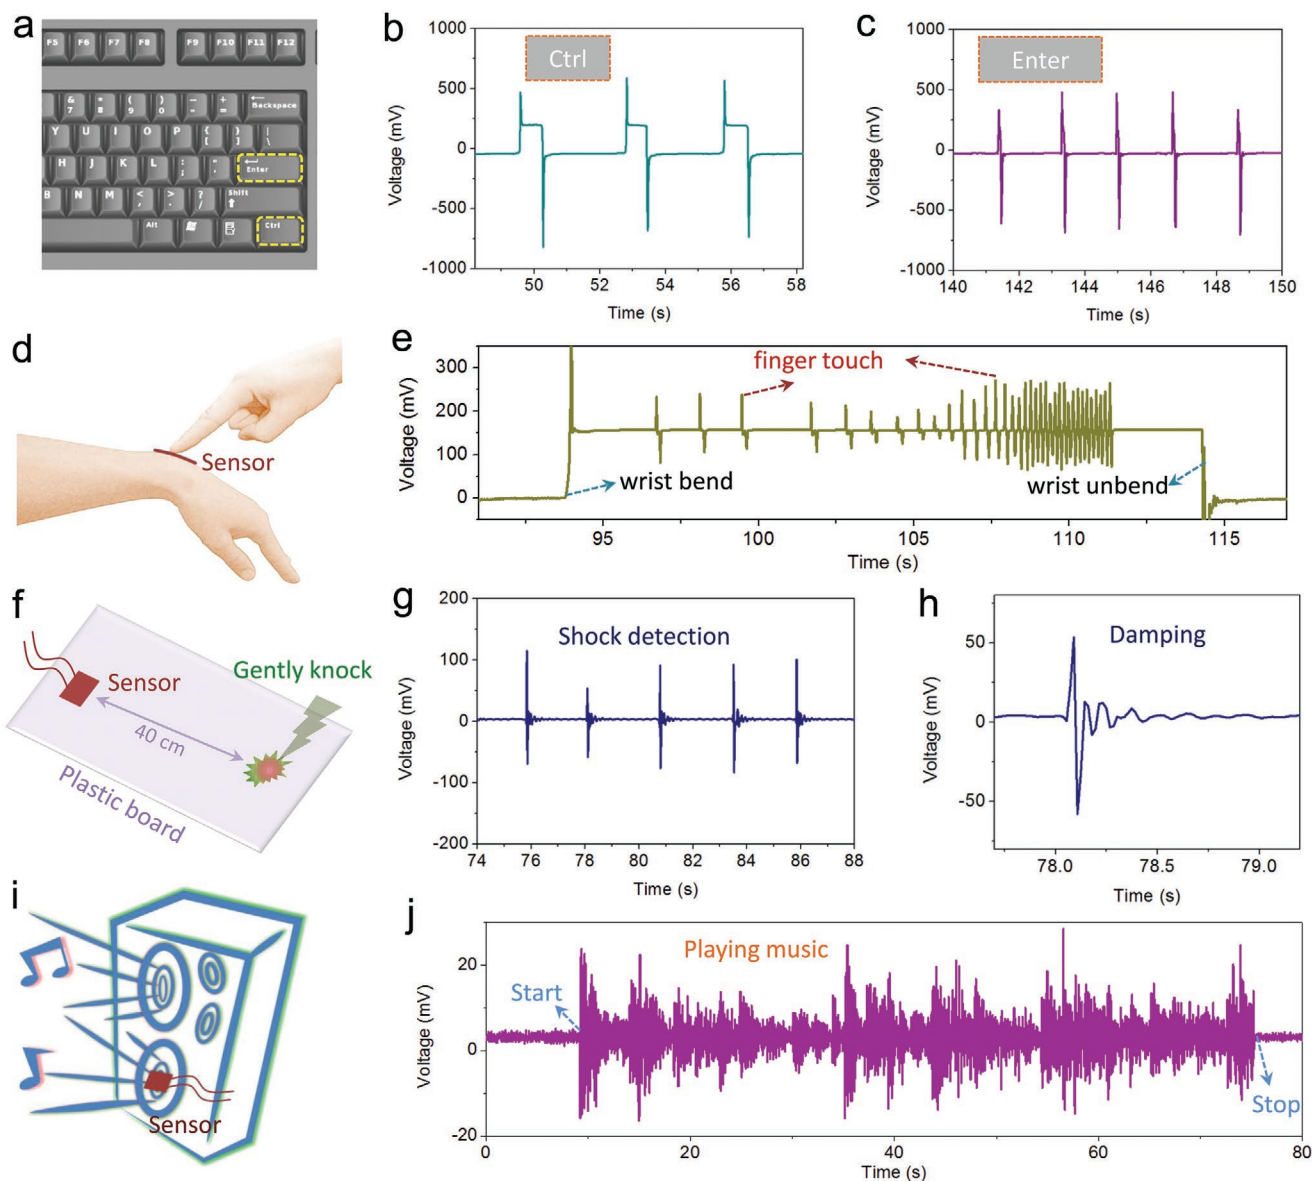 a
F5 F6 F7 F8 F9 F10 F11 F12
& 7 * 8 ( 9 ) 0 _ - + = Backspace
Y U I O P { [ } ] | \
H J K L : ; " ' Enter
B N M < , > . ? / Shift
Alt Ctrl
b
Ctrl
Voltage (mV)
1000
500
0
-500
-1000
50 52 54 56 58
Time (s)
c
Enter
Voltage (mV)
1000
500
0
-500
-1000
140 142 144 146 148 150
Time (s)
d
Sensor
e
finger touch
wrist bend
wrist unbend
Voltage (mV)
300
200
100
0
95 100 105 110 115
Time (s)
f
Gently knock
Sensor
40 cm
Plastic board
g
Shock detection
Voltage (mV)
200
100
0
-100
-200
74 76 78 80 82 84 86 88
Time (s)
h
Damping
Voltage (mV)
50
0
-50
78.0 78.5 79.0
Time (s)
i
Sensor
j
Playing music
Start
Stop
Voltage (mV)
20
0
-20
0 20 40 60 80
Time (s)